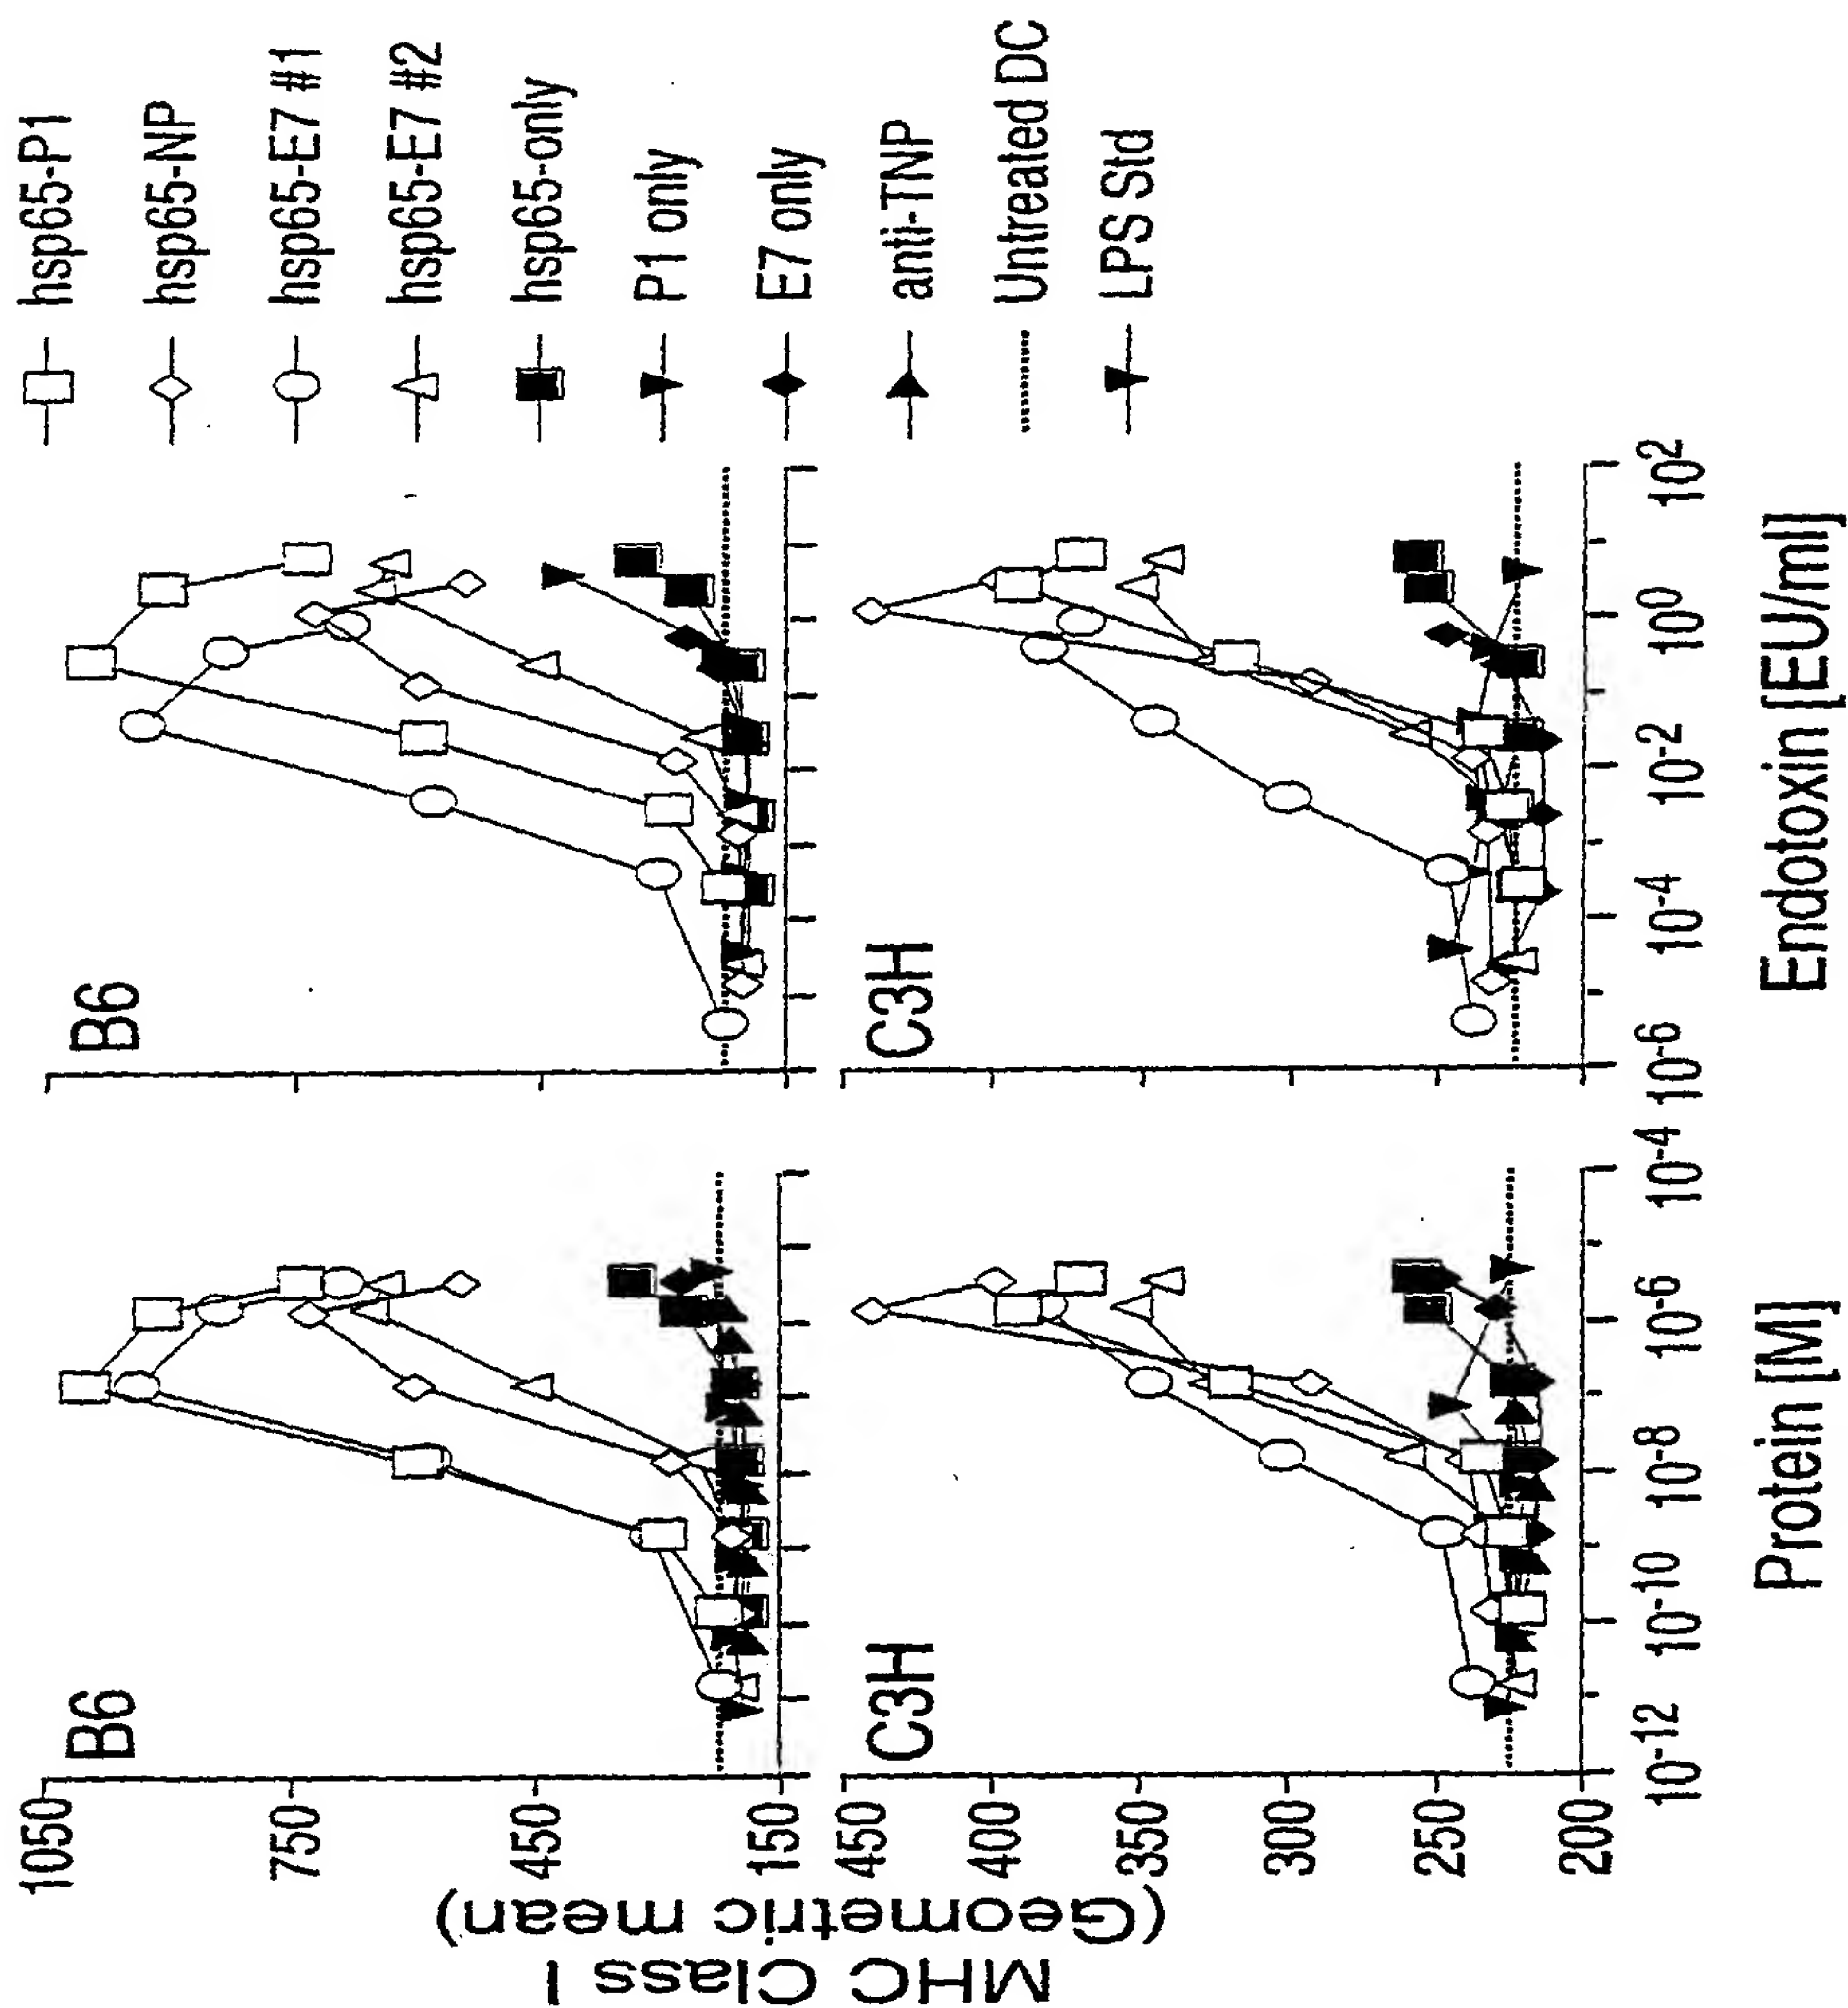 MHC Class I
(Geometric mean)
1050
750
450
150
B6
B6
450
400
350
300
250
200
C3H
C3H
10-12
10-10
10-8
10-6
10-4
10-6
10-4
10-2
100
102
Protein [M]
Endotoxin [EU/ml]
hsp65-P1
hsp65-NP
hsp65-E7 #1
hsp65-E7 #2
hsp65-only
P1 only
E7 only
anti-TNP
Untreated DC
LPS Std